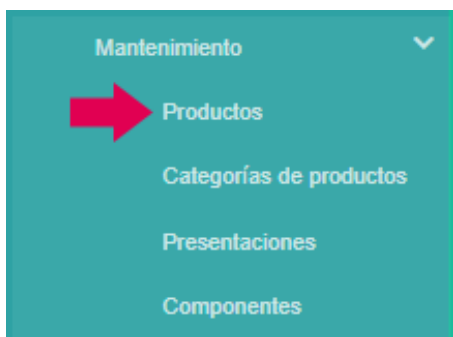 Mantenimiento
Productos
Categorías de productos
Presentaciones
Componentes